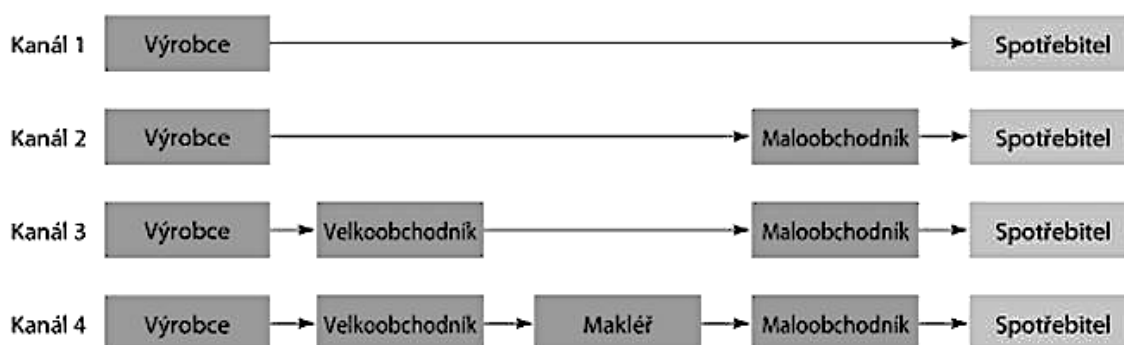 Kanál 1 Výrobce Spotřebitel
Kanál 2 Výrobce Maloobchodník Spotřebitel
Kanál 3 Výrobce Velkoobchodník Maloobchodník Spotřebitel
Kanál 4 Výrobce Velkoobchodník Makléř Maloobchodník Spotřebitel